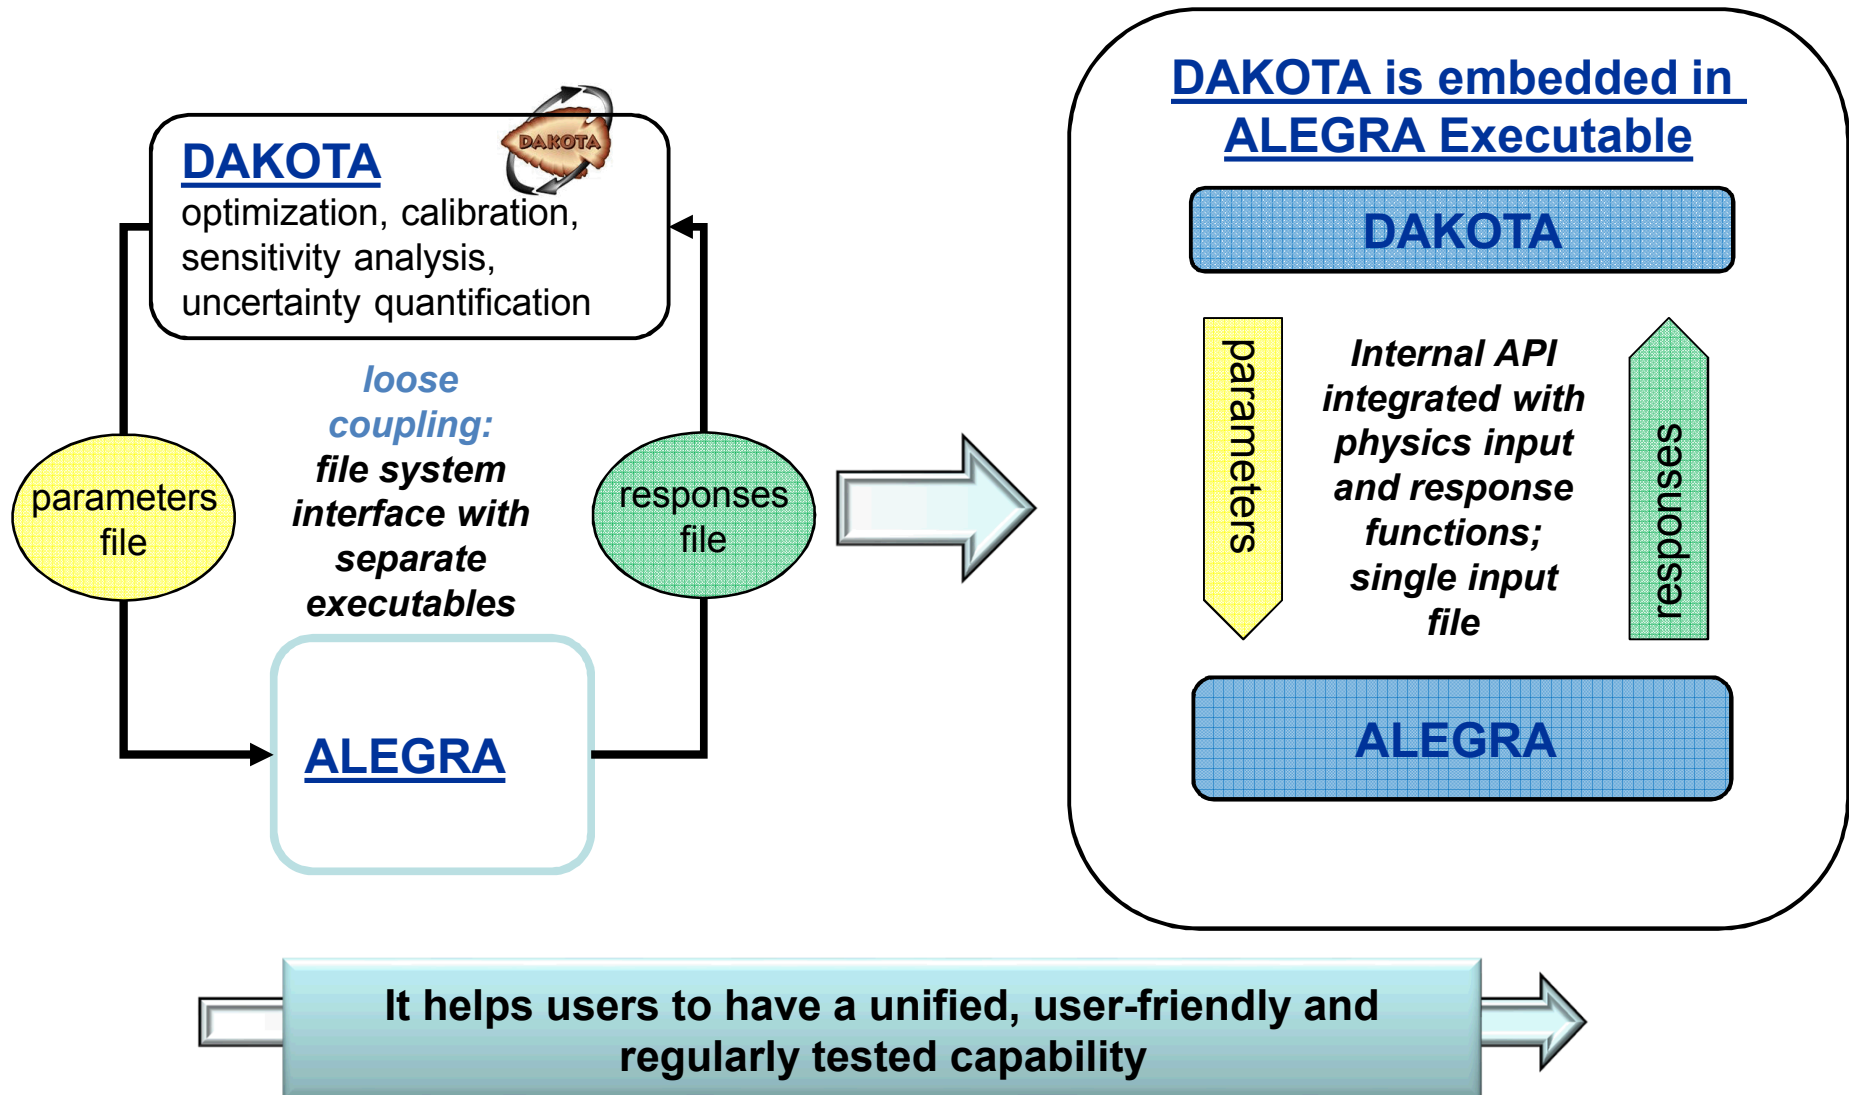 DAKOTA
DAKOTA
optimization, calibration,
sensitivity analysis,
uncertainty quantification
loose
coupling:
file system
interface with
separate
executables
parameters
file
responses
file
ALEGRA
DAKOTA is embedded in
ALEGRA Executable
DAKOTA
parameters
Internal API
integrated with
physics input
and response
functions;
single input
file
responses
ALEGRA
It helps users to have a unified, user-friendly and
regularly tested capability